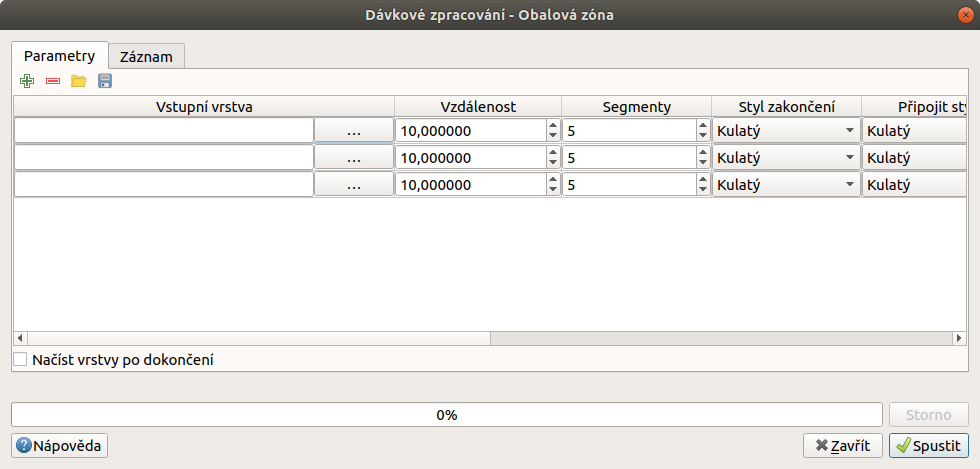 Dávkové zpracování - Obalová zóna
Parametry Záznam
Vstupní vrstva Vzdálenost Segmenty Styl zakončení Připojit sty
... 10,000000 5 Kulatý Kulatý
... 10,000000 5 Kulatý Kulatý
... 10,000000 5 Kulatý Kulatý
Načíst vrstvy po dokončení
0% Storno
Nápověda Zavřít Spustit